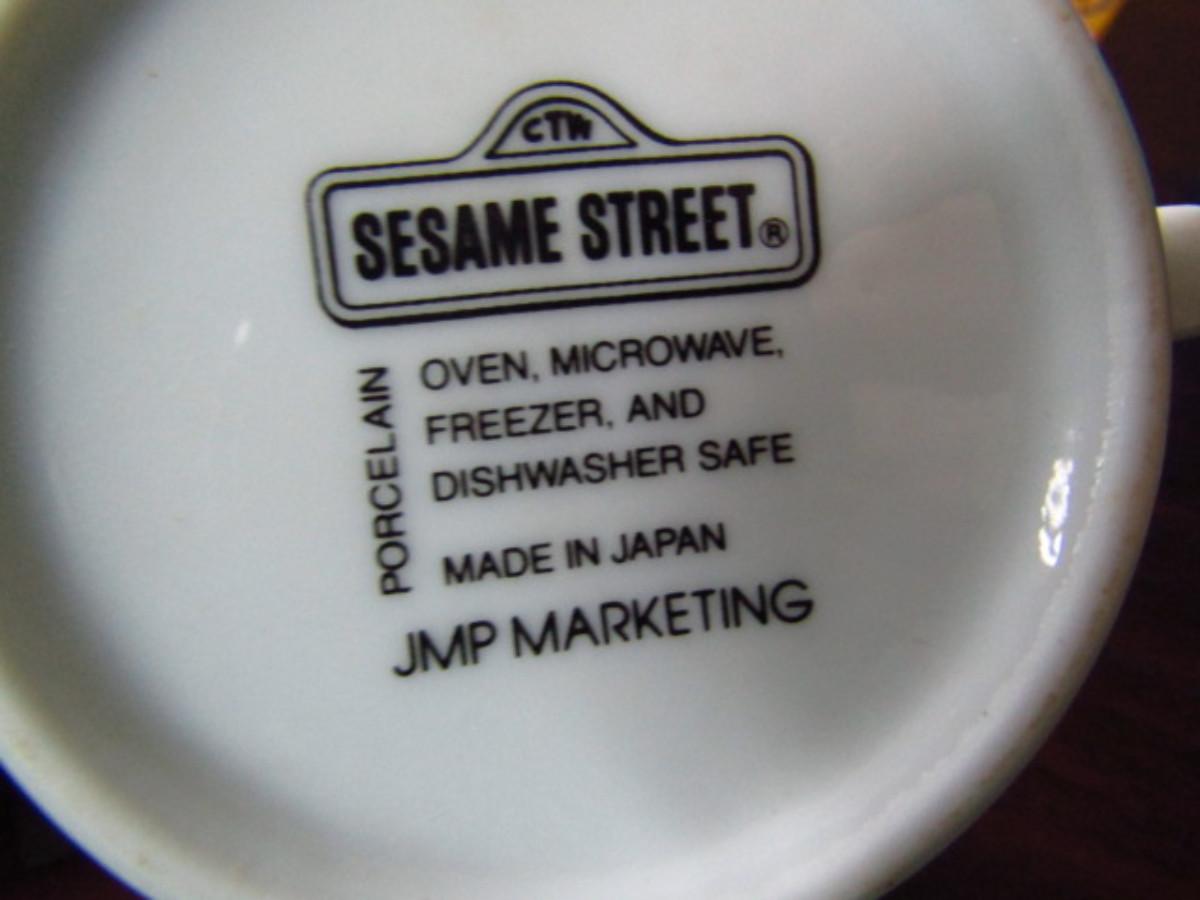 CTW
SESAME STREET®
PORCELAIN
OVEN, MICROWAVE,
FREEZER, AND
DISHWASHER SAFE
MADE IN JAPAN
JMP MARKETING